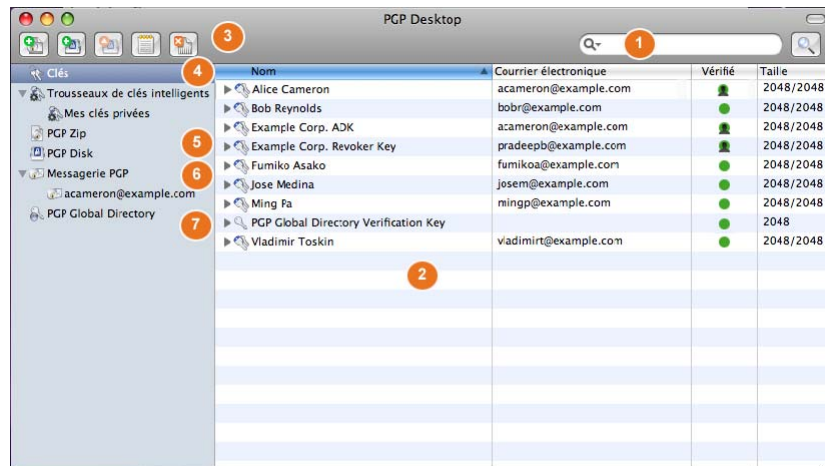 PGP Desktop
3
1
4
Clés
Nom Courrier électronique Vérifié Taille
Trousseaux de clés intelligents
Mes clés privées
PGP Zip
5
PGP Disk
6
Messagerie PGP
acameron@example.com
7
PGP Global Directory
Alice Cameron acameron@example.com 2048/2048
Bob Reynolds bobr@example.com 2048/2048
Example Corp. ADK acameron@example.com 2048/2048
Example Corp. Revoker Key pradeepb@example.com 2048/2048
Fumiko Asako fumikoa@example.com 2048/2048
Jose Medina josem@example.com 2048/2048
Ming Pa mingp@example.com 2048/2048
PGP Global Directory Verification Key 2048
Vladimir Toskin vladimirt@example.com 2048/2048
2